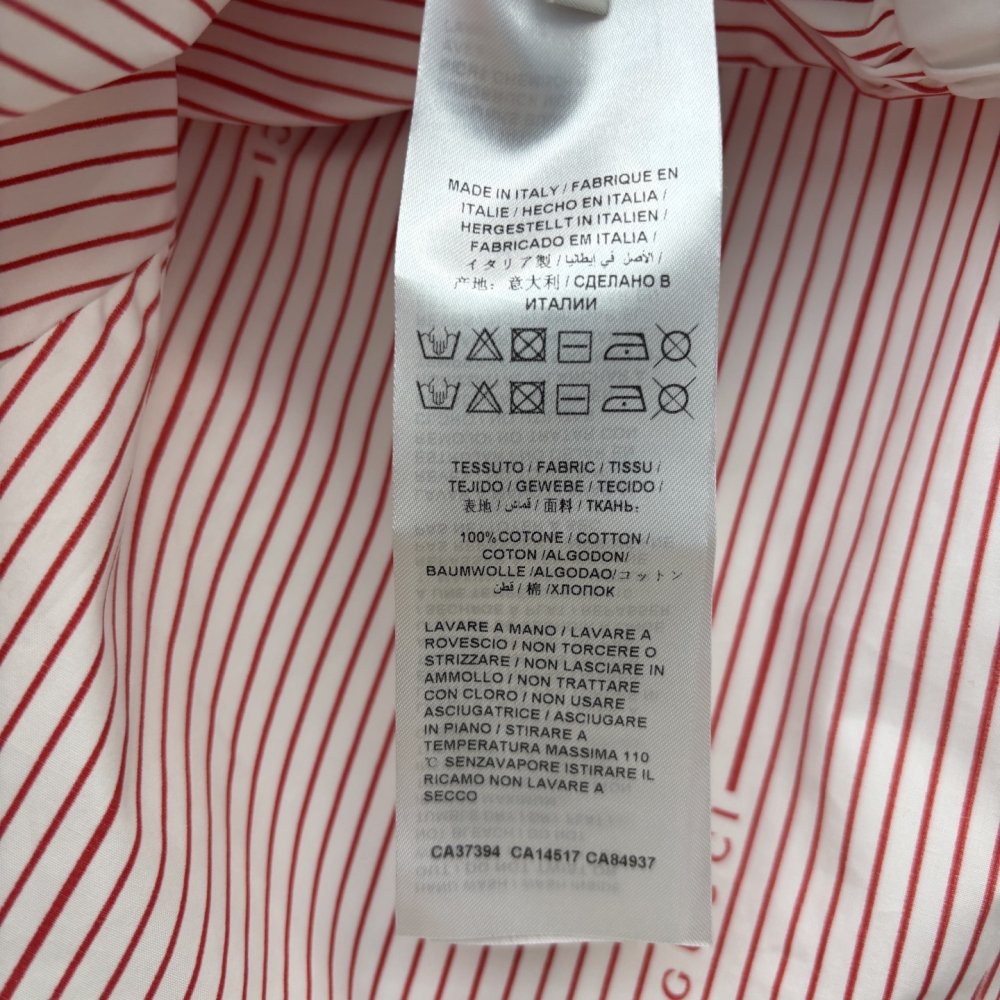 MADE IN ITALY / FABRIQUE EN
ITALIE / HECHO EN ITALIA /
HERGESTELLT IN ITALIEN /
FABRICADO EM ITALIA /
イタリア製 / الأصل في إيطاليا /
产地: 意大利 / СДЕЛАНО В
ИТАЛИИ
TESSUTO / FABRIC / TISSU /
TEJIDO / GEWEBE / TECIDO /
表地 / قماش / 面料 / ТКАНЬ:
100%COTONE / COTTON /
COTON /ALGODON/
BAUMWOLLE /ALGODAO/コットン
قطن / 棉 /ХЛОПОК
LAVARE A MANO / LAVARE A
ROVESCIO / NON TORCERE O
STRIZZARE / NON LASCIARE IN
AMMOLLO / NON TRATTARE
CON CLORO / NON USARE
ASCIUGATRICE / ASCIUGARE
IN PIANO / STIRARE A
TEMPERATURA MASSIMA 110
℃ SENZAVAPORE ISTIRARE IL
RICAMO NON LAVARE A
SECCO
CA37394 CA14517 CA84937
GUCCI